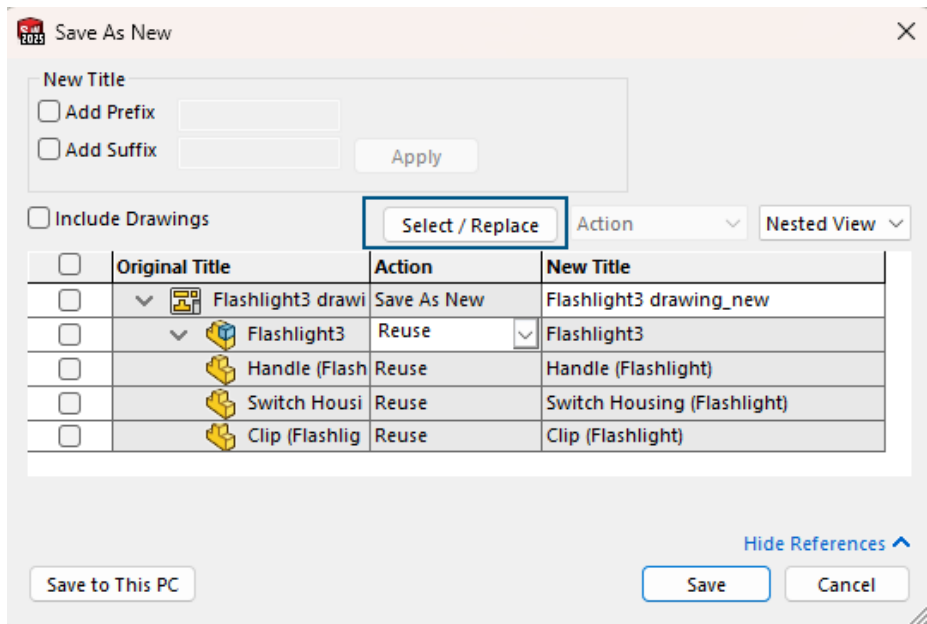 SW 2025 Save As New
New Title
Add Prefix
Add Suffix Apply
Include Drawings Select / Replace Action Nested View
Original Title Action New Title
Flashlight3 drawi Save As New Flashlight3 drawing_new
Flashlight3 Reuse Flashlight3
Handle (Flash Reuse Handle (Flashlight)
Switch Housi Reuse Switch Housing (Flashlight)
Clip (Flashlig Reuse Clip (Flashlight)
Hide References
Save to This PC Save Cancel